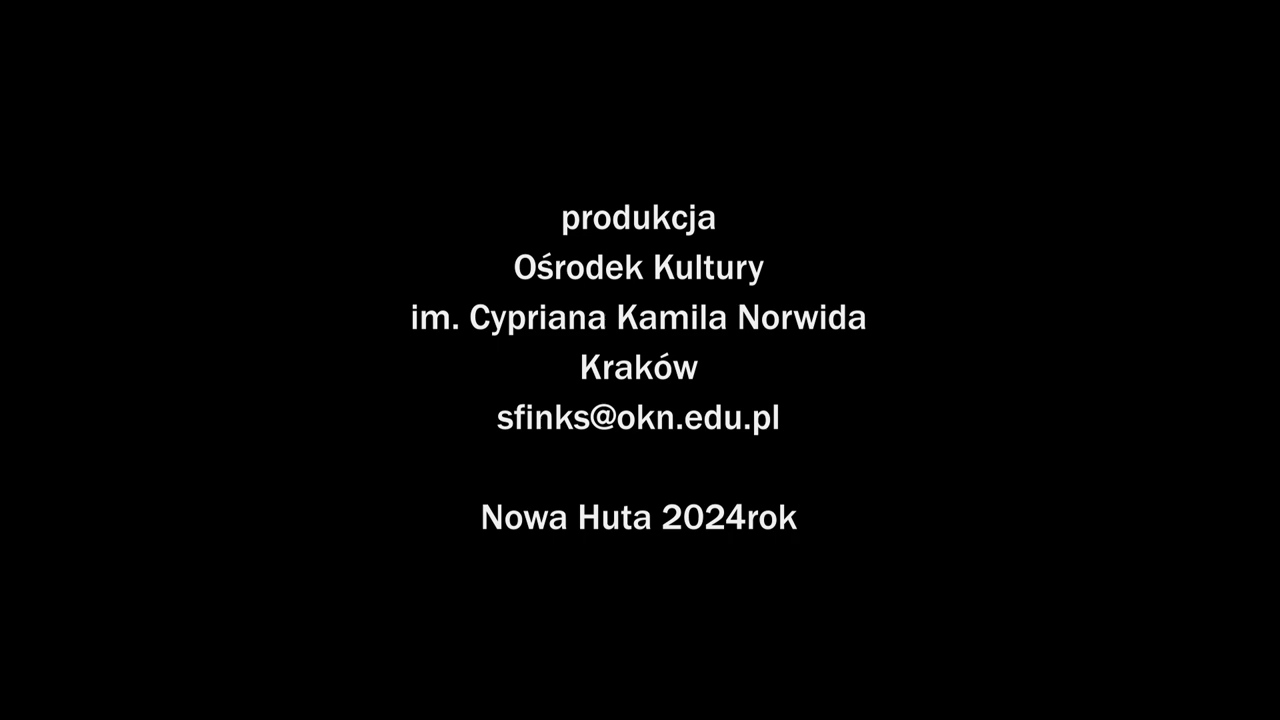 produkcja
Ośrodek Kultury
im. Cypriana Kamila Norwida
Kraków
sfinks@okn.edu.pl
Nowa Huta 2024rok